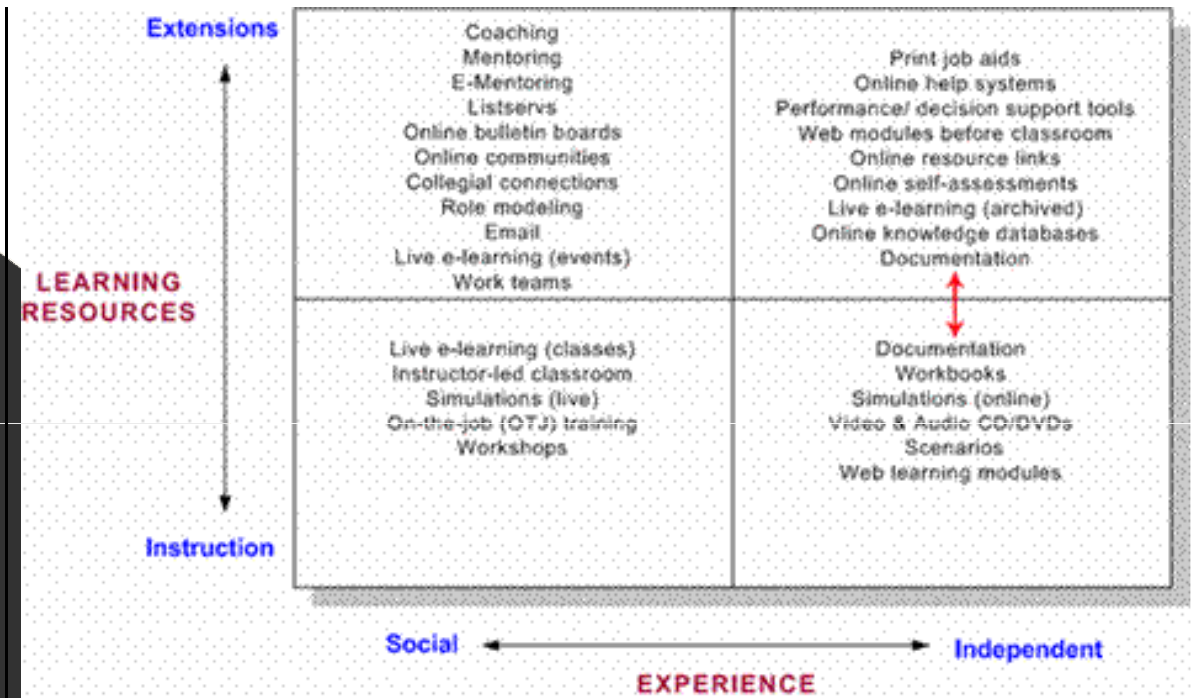 Extensions
Coaching
Mentoring
E-Mentoring
Listservs
Online bulletin boards
Online communities
Collegial connections
Role modeling
Email
Live e-learning (events)
Work teams
Print job aids
Online help systems
Performance/ decision support tools
Web modules before classroom
Online resource links
Online self-assessments
Live e-learning (archived)
Online knowledge databases
Documentation
LEARNING
RESOURCES
Live e-learning (classes)
Instructor-led classroom
Simulations (live)
On-the-job (OTJ) training
Workshops
Documentation
Workbooks
Simulations (online)
Video & Audio CD/DVDs
Scenarios
Web learning modules
Instruction
Social
Independent
EXPERIENCE